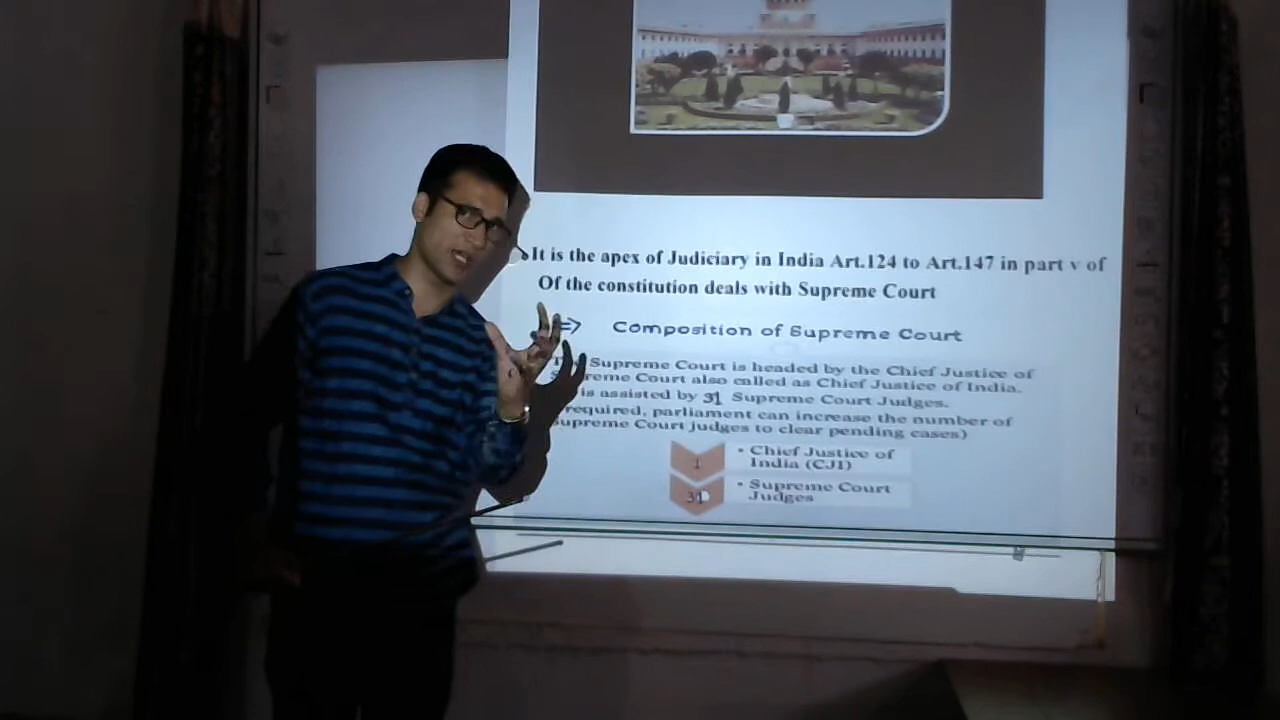 It is the apex of Judiciary in India Art.124 to Art.147 in part v of
Of the constitution deals with Supreme Court
⇒ Composition of Supreme Court
Supreme Court is headed by the Chief Justice of
Court also called as Chief Justice of India.
is assisted by 31 Supreme Court Judges.
required, parliament can increase the number of
supreme Court judges to clear pending cases)
1 • Chief Justice of
India (CJI)
31 • Supreme Court
Judges